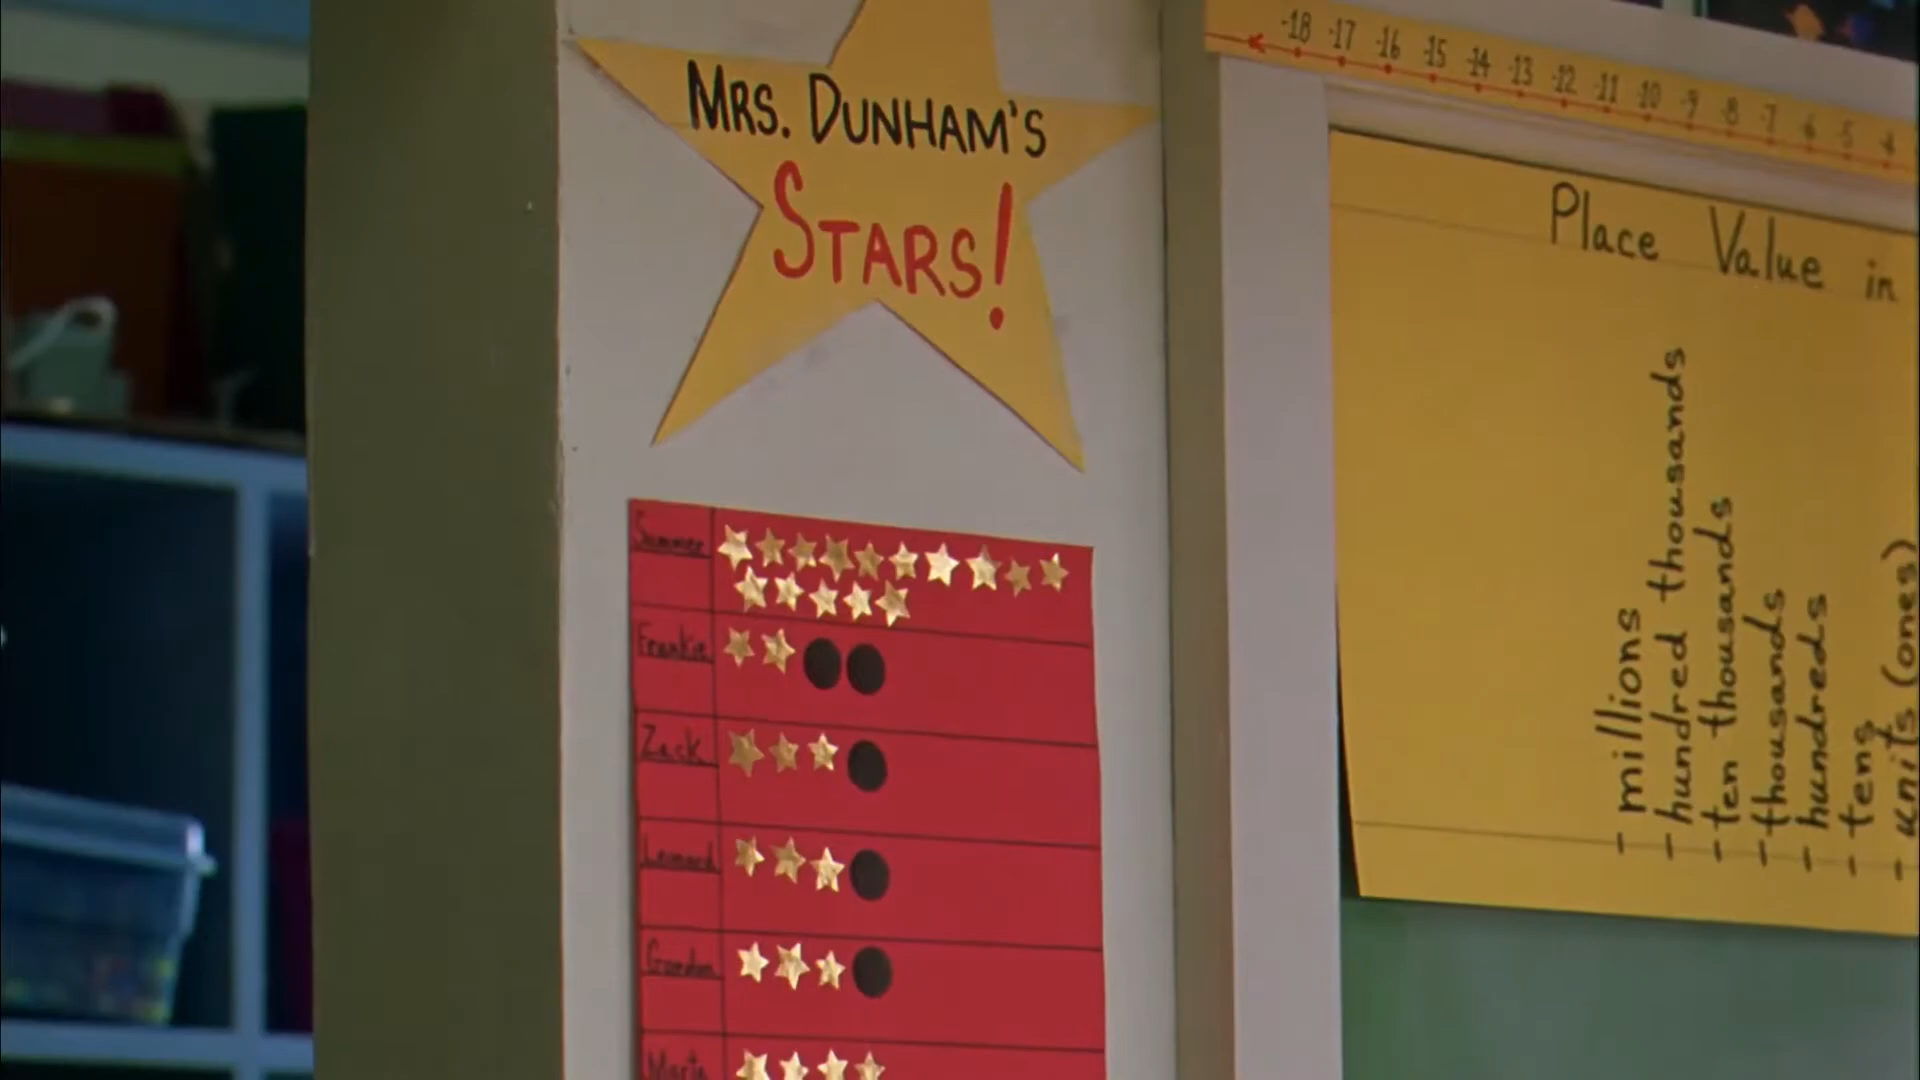 MRS. DUNHAM'S
STARS!
Summer
Frankie
Zack
Leonard
Gordon
Marta
-18 -17 -16 -15 -14 -13 -12 -11 -10 -9 -8 -7 -6 -5 -4
Place Value in
- millions
- hundred thousands
- ten thousands
- thousands
- hundreds
- tens
- units (ones)